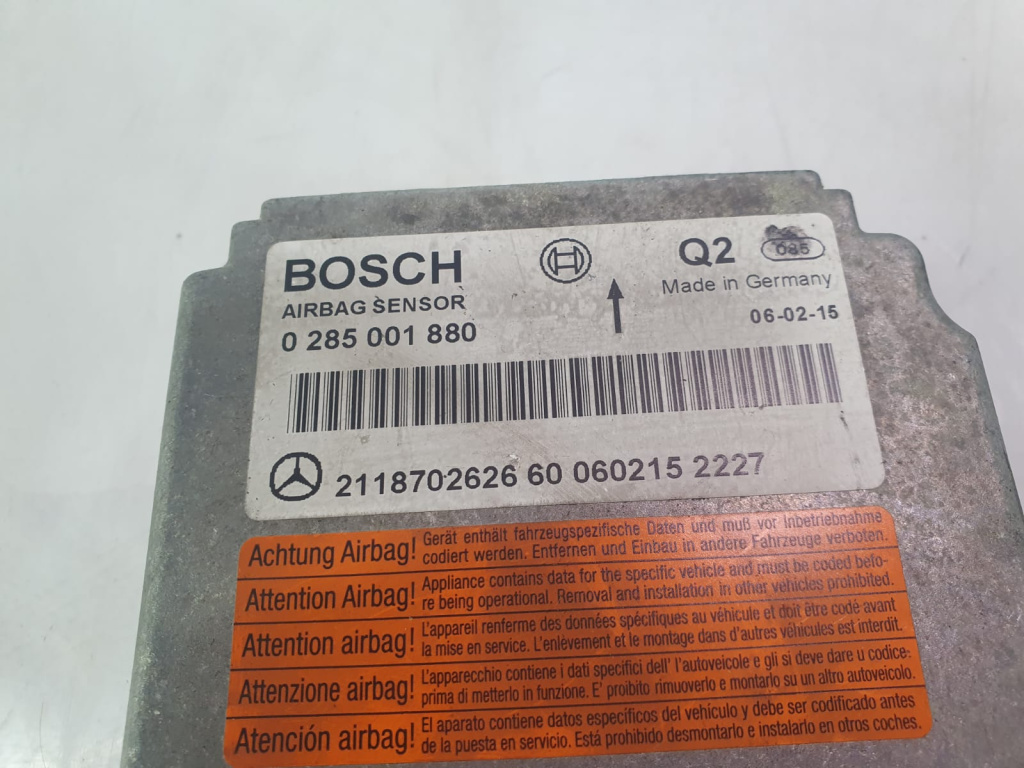 BOSCH
AIRBAG SENSOR
0 285 001 880
Q2 085
Made in Germany
06-02-15
2118702626 60 060215 2227
Achtung Airbag! Gerät enthält fahrzeugspezifische Daten und muß vor Inbetriebnahme
codiert werden. Entfernen und Einbau in andere Fahrzeuge verboten.
Attention Airbag! Appliance contains data for the specific vehicle and must be coded befo-
re being operational. Removal and installation in other vehicles prohibited.
Attention airbag! L'appareil renferme des données spécifiques au véhicule et doit être codé avant
la mise en service. L'enlèvement et le montage dans d'autres véhicules est interdit.
Attenzione airbag! L'apparecchio contiene i dati specifici dell' l'autoveicole e gli si deve dare u codice:
prima di metterlo in funzione. E' proibito rimuoverlo e montarlo su un altro autoveicolo.
Atención airbag! El aparato contiene datos específicos del vehículo y debe ser codificado antes
de la puesta en servicio. Está prohibido desmontarlo e instalarlo en otros coches.